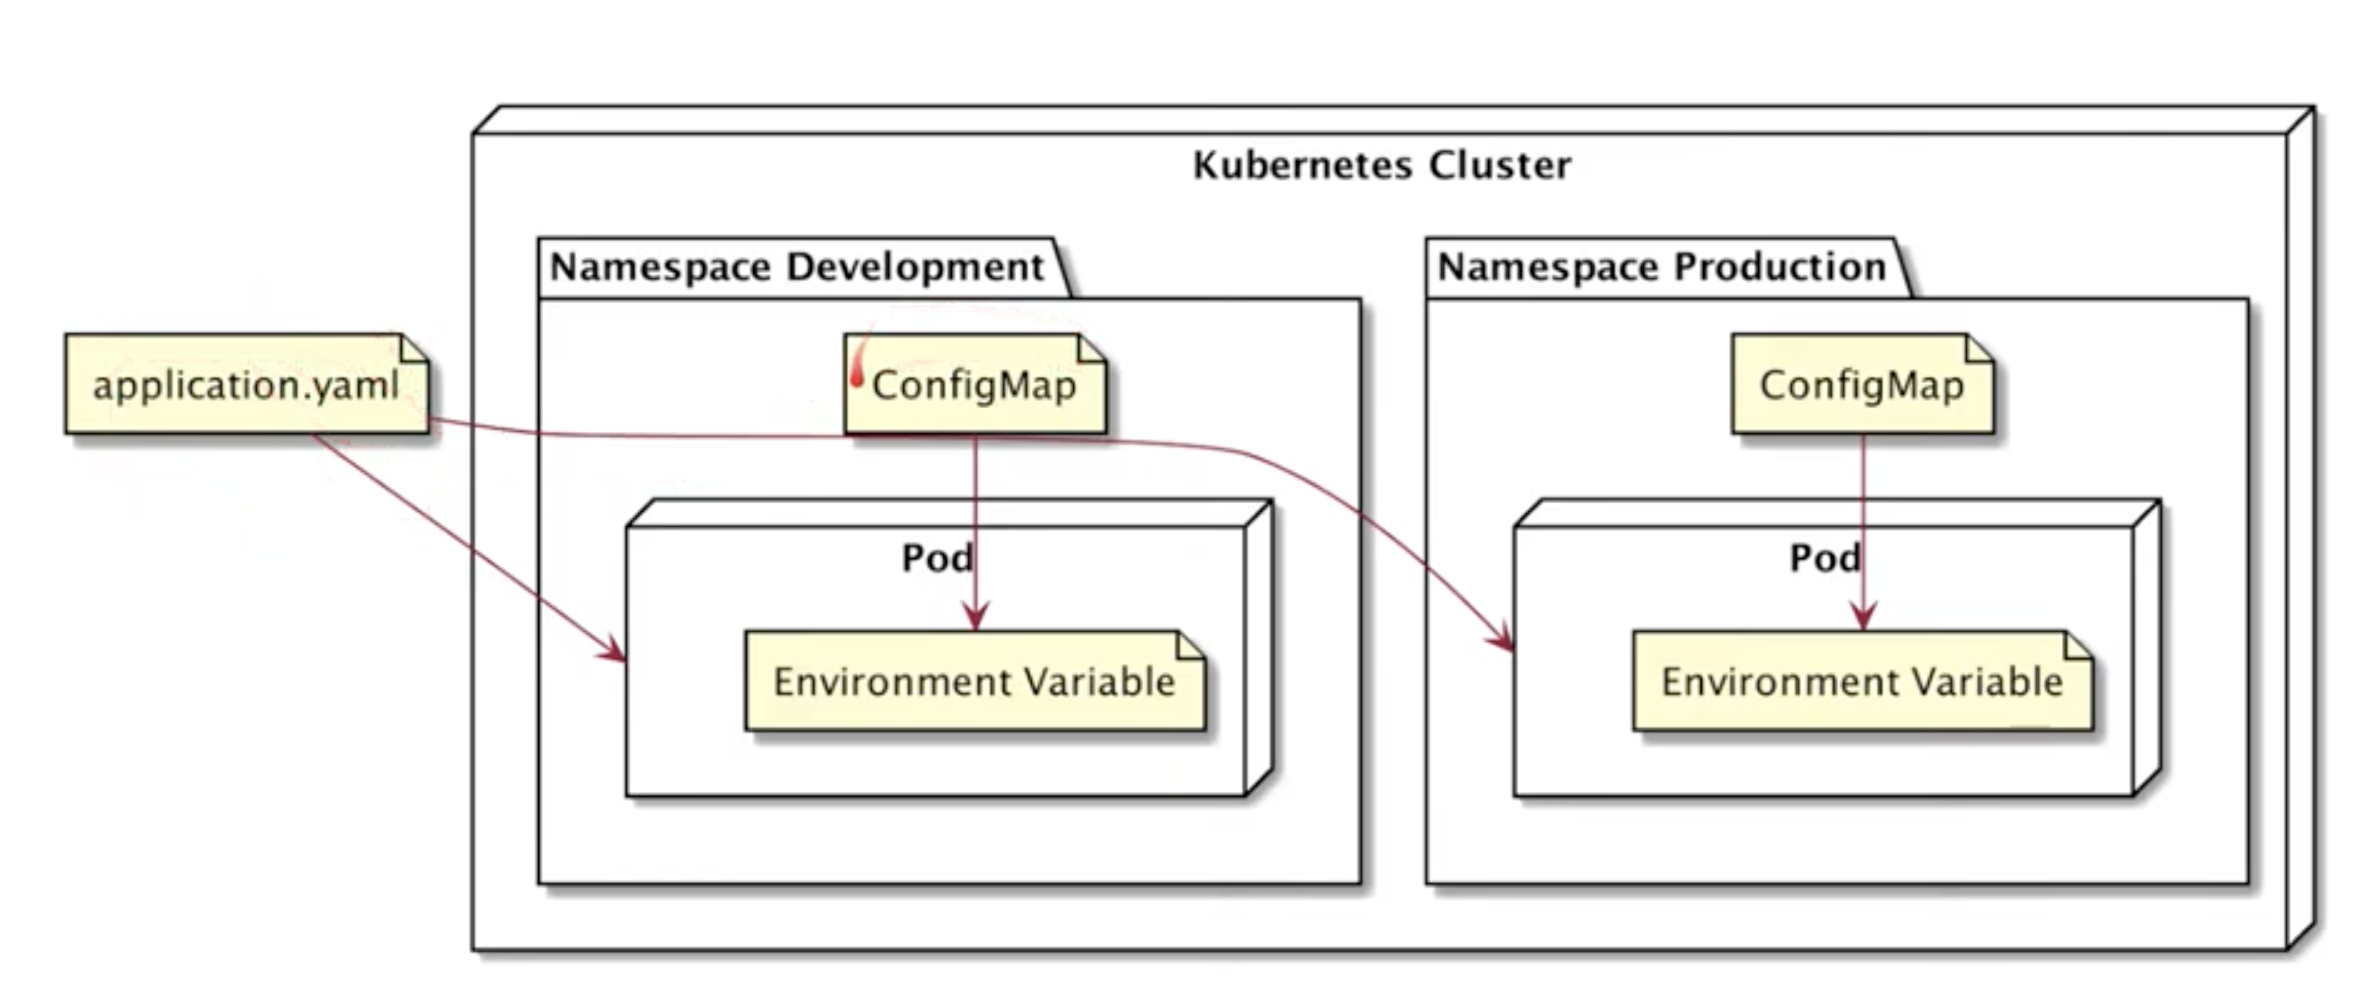 Kubernetes Cluster
Namespace Development
Namespace Production
application.yaml
ConfigMap
ConfigMap
Pod
Pod
Environment Variable
Environment Variable